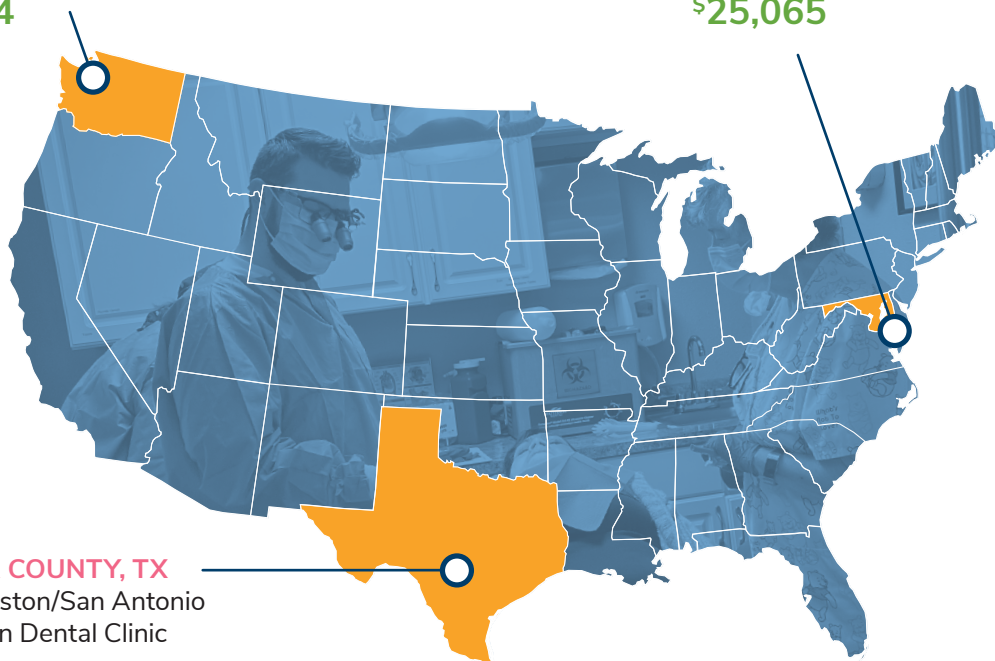 4
$25,065
COUNTY, TX
ston/San Antonio
n Dental Clinic